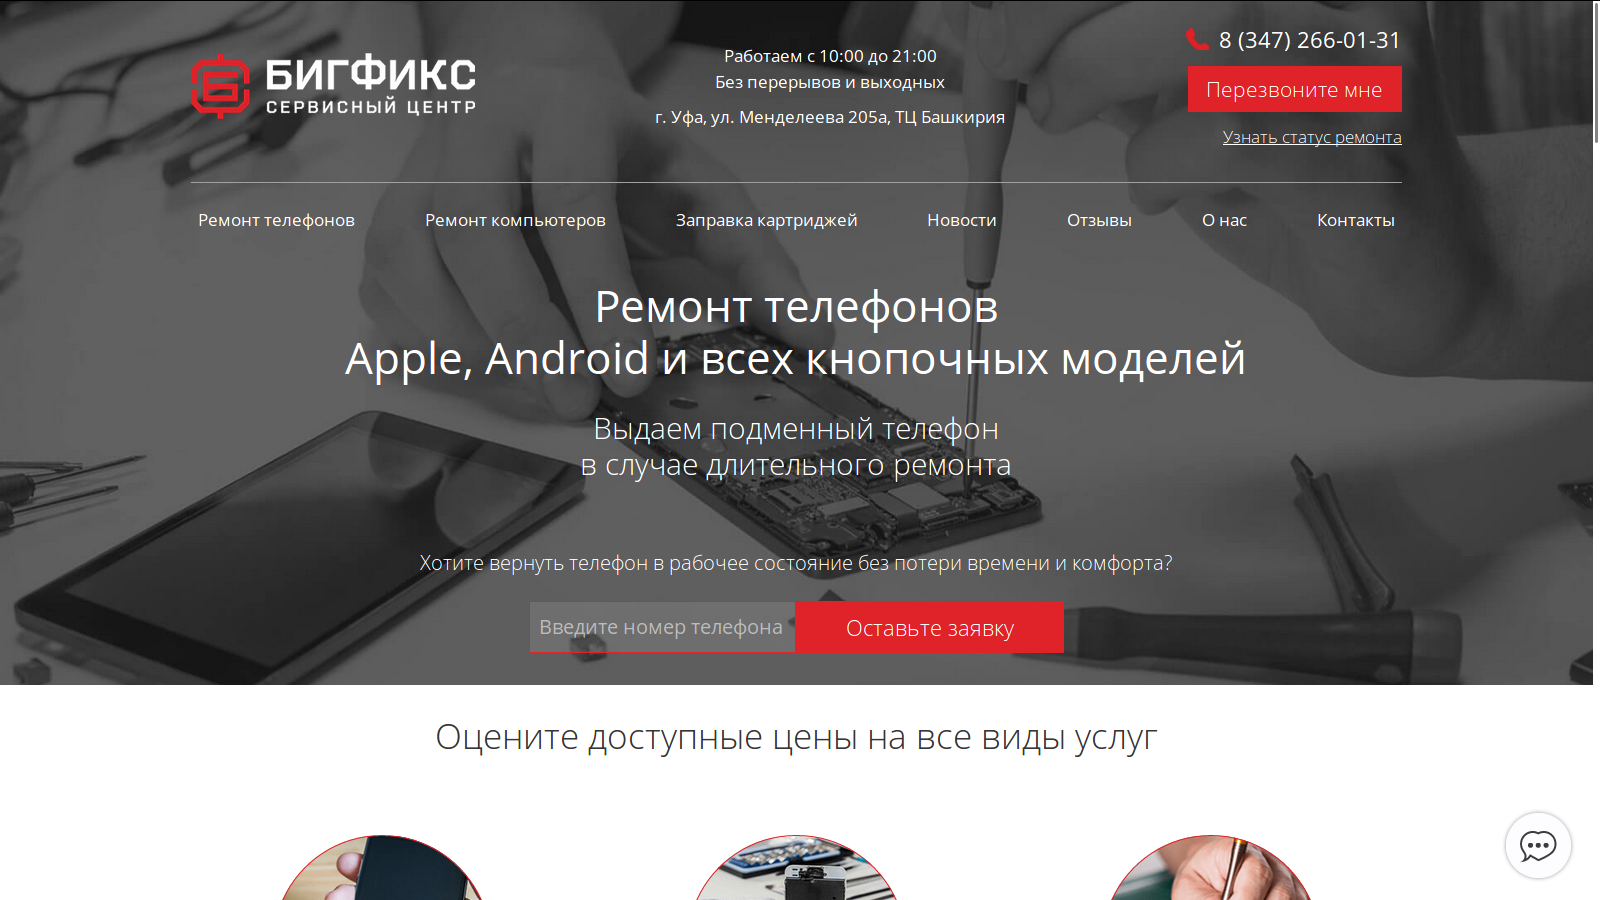 БИГФИКС
СЕРВИСНЫЙ ЦЕНТР
Работаем с 10:00 до 21:00
Без перерывов и выходных
г. Уфа, ул. Менделеева 205а, ТЦ Башкирия
8 (347) 266-01-31
Перезвоните мне
Узнать статус ремонта
Ремонт телефонов
Ремонт компьютеров
Заправка картриджей
Новости
Отзывы
О нас
Контакты
Ремонт телефонов
Apple, Android и всех кнопочных моделей
Выдаем подменный телефон
в случае длительного ремонта
Хотите вернуть телефон в рабочее состояние без потери времени и комфорта?
Введите номер телефона
Оставьте заявку
Оцените доступные цены на все виды услуг